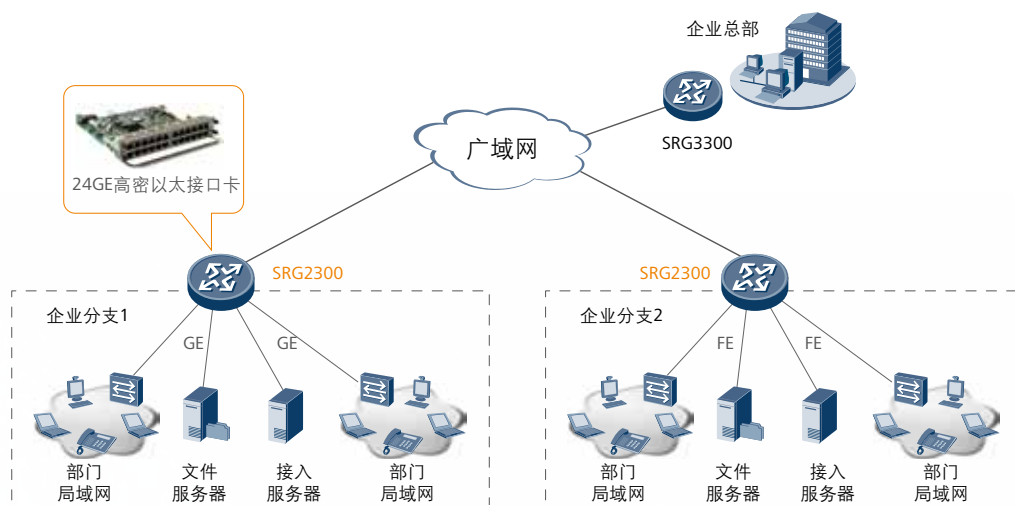 企业总部
SRG3300
广域网
24GE高密以太接口卡
SRG2300
SRG2300
企业分支1
GE
GE
部门
局域网
文件
服务器
接入
服务器
部门
局域网
企业分支2
FE
FE
部门
局域网
文件
服务器
接入
服务器
部门
局域网